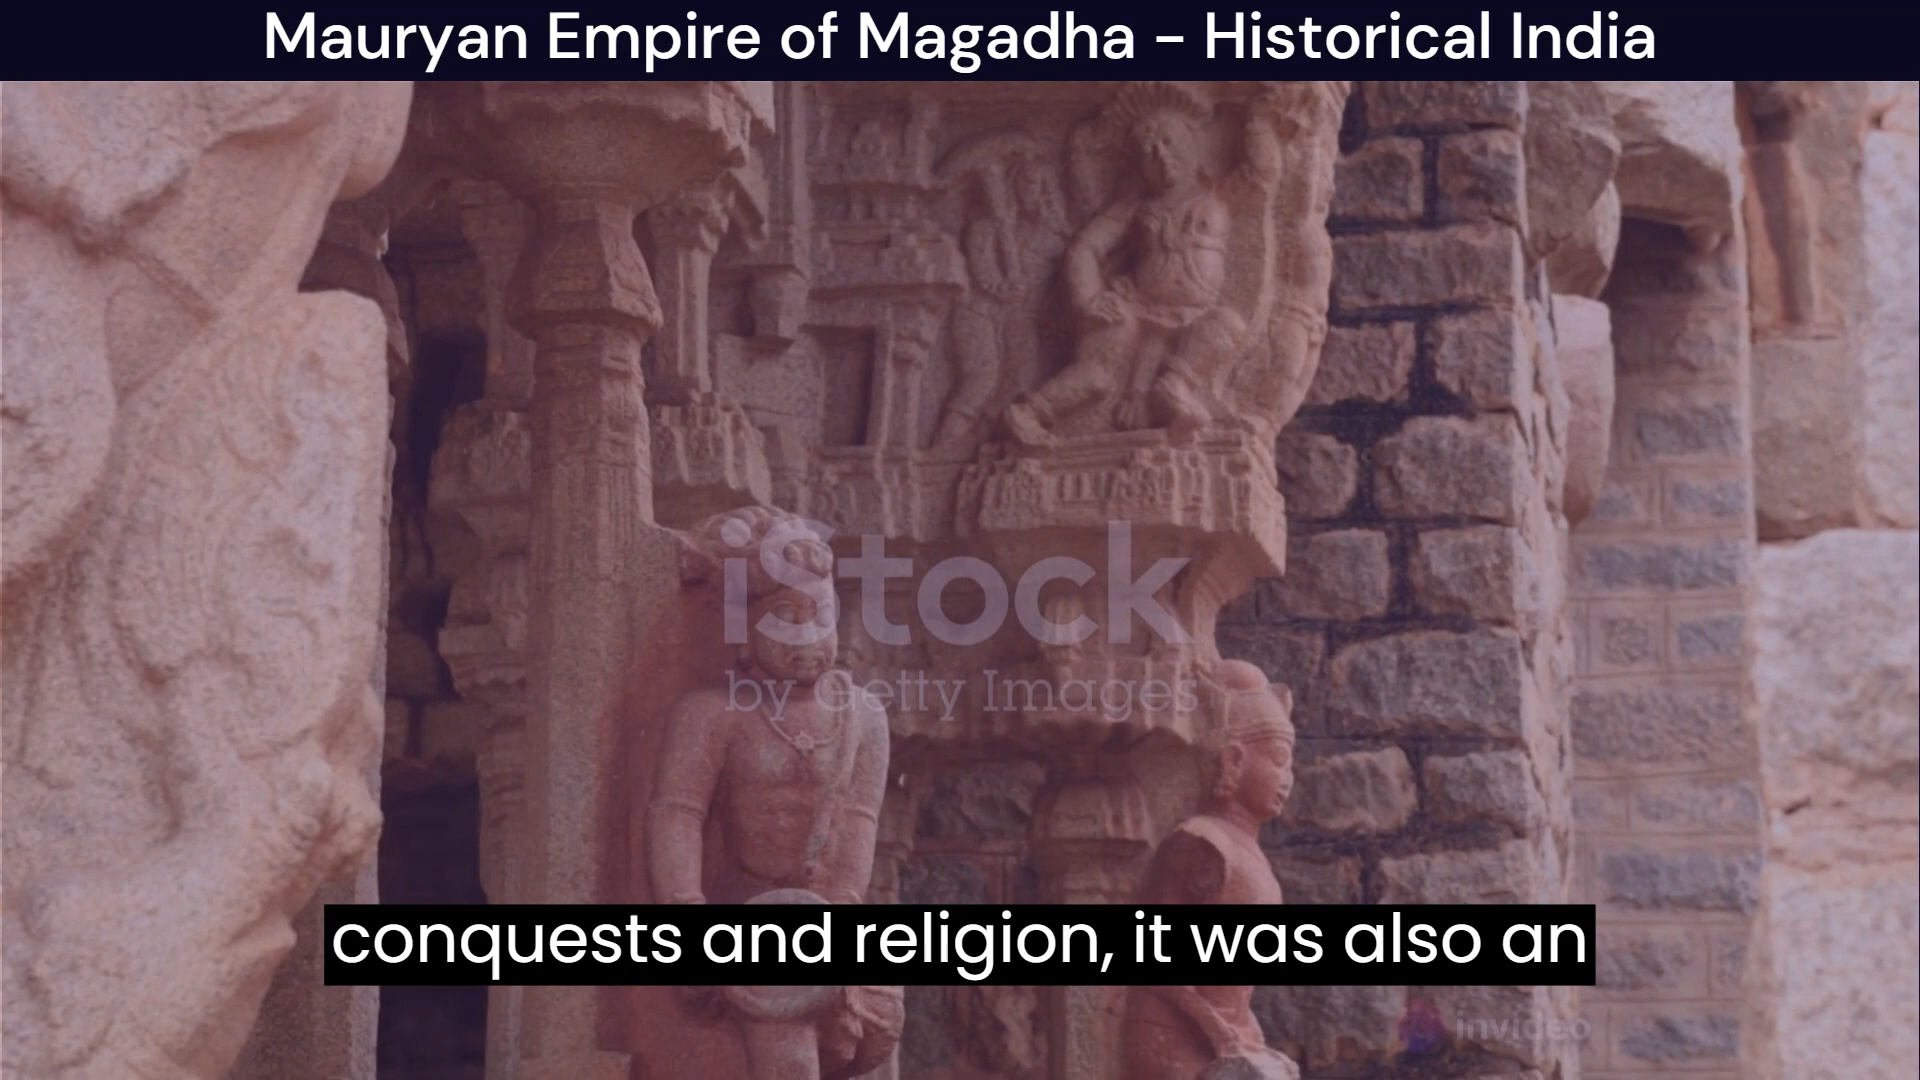 Mauryan Empire of Magadha - Historical India
iStock
by Getty Images
conquests and religion, it was also an
invideo